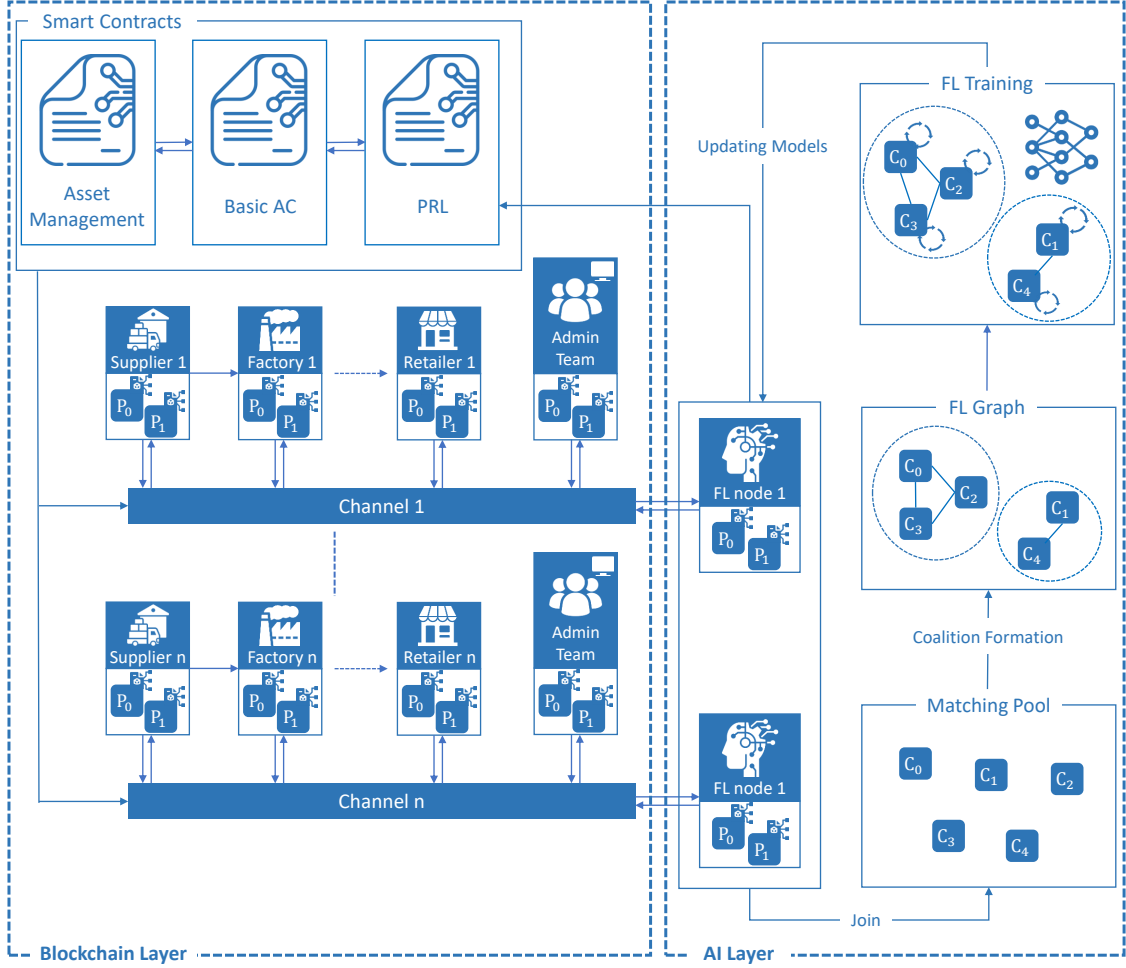 Smart Contracts
Asset
Management
Basic AC
PRL
Supplier 1
P₀
P₁
Factory 1
P₀
P₁
Retailer 1
P₀
P₁
Admin
Team
P₀
P₁
Channel 1
Supplier n
P₀
P₁
Factory n
P₀
P₁
Retailer n
P₀
P₁
Admin
Team
P₀
P₁
Channel n
Blockchain Layer
Updating Models
FL Training
C₀
C₂
C₃
C₁
C₄
FL node 1
P₀
P₁
FL Graph
C₀
C₂
C₃
C₁
C₄
Coalition Formation
FL node 1
P₀
P₁
Matching Pool
C₀
C₁
C₂
C₃
C₄
Join
AI Layer